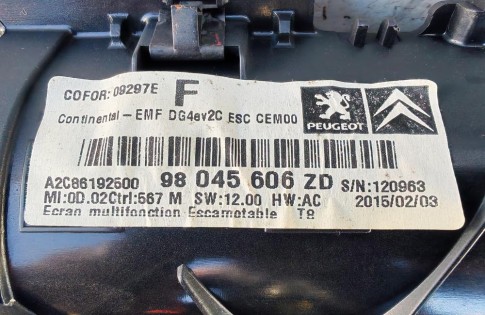 COFOR: 09297E F
Continental-EMF DG4ev2C ESC CEM00
PEUGEOT
A2C86192500 98 045 606 ZD S/N:120963
MI:0D.02Ctrl:567 M SW:12.00 HW:AC 2015/02/03
Ecran multifonction Escamotable